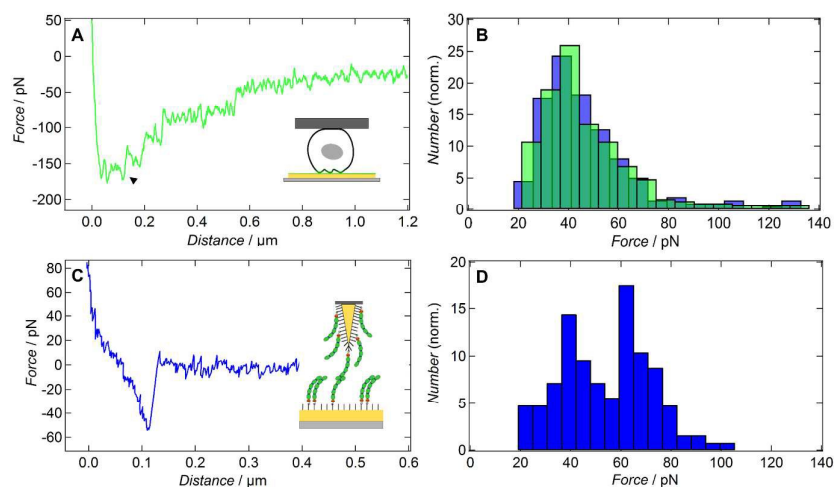 A
Force / pN
50
0
-50
-100
-150
-200
0.0 0.2 0.4 0.6 0.8 1.0 1.2
Distance / µm
B
Number (norm.)
30
25
20
15
10
5
0
0 20 40 60 80 100 120 140
Force / pN
C
Force / pN
80
60
40
20
0
-20
-40
-60
0.0 0.1 0.2 0.3 0.4 0.5 0.6
Distance / µm
D
Number (norm.)
20
15
10
5
0
0 20 40 60 80 100 120 140
Force / pN